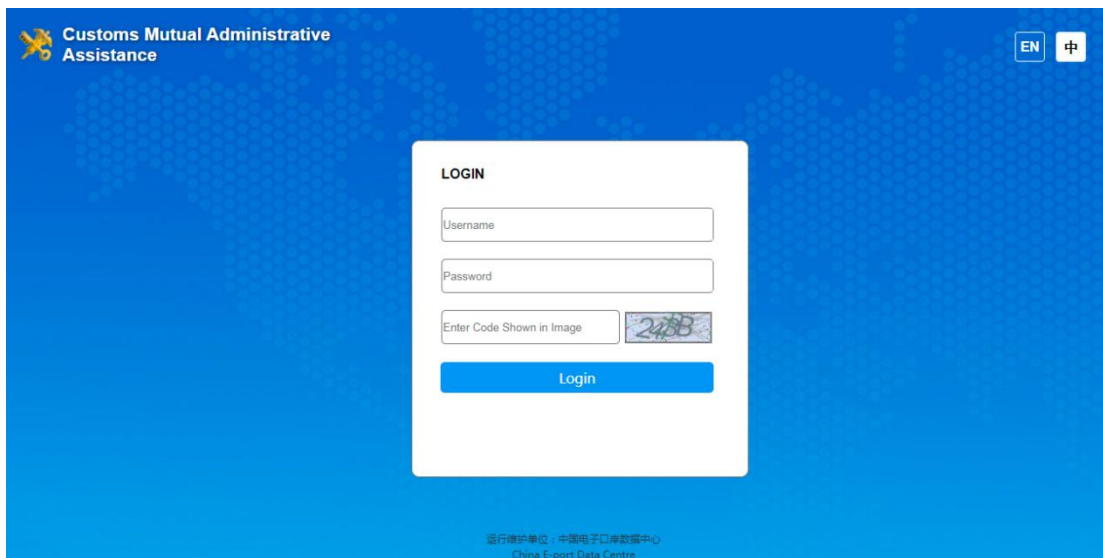 Customs Mutual Administrative
Assistance
EN 中
LOGIN
Username
Password
Enter Code Shown in Image
Login
运行维护单位：中国电子口岸数据中心
China E-port Data Centre